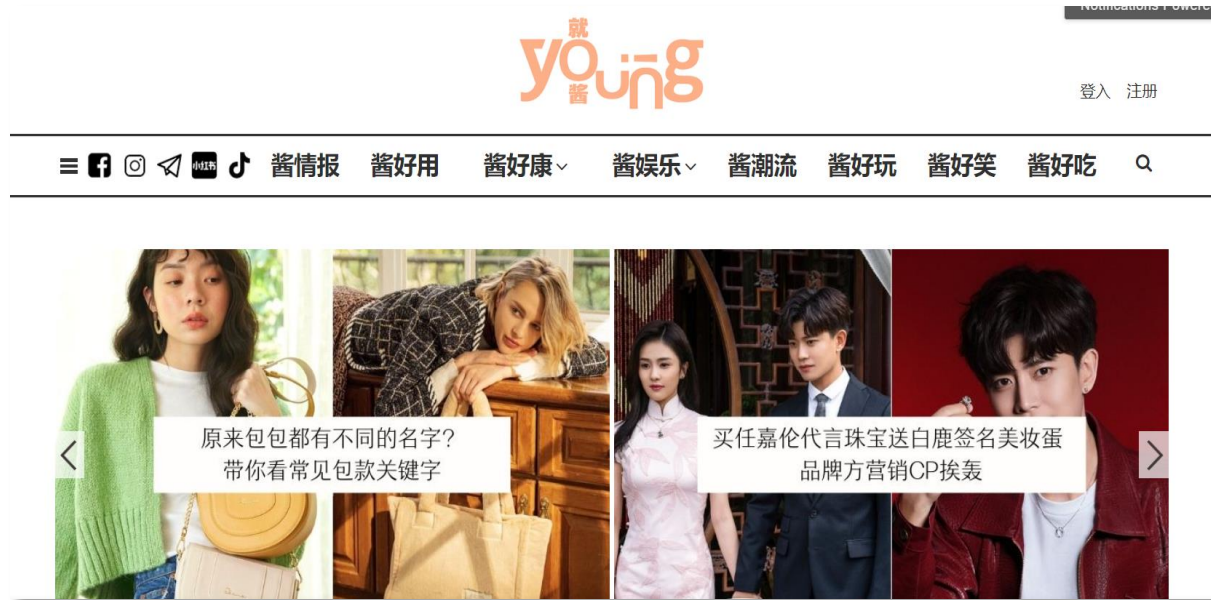 Notifications Powere
就
young
酱
登入 注册
小红书 酱情报 酱好用 酱好康 酱娱乐 酱潮流 酱好玩 酱好笑 酱好吃
原来包包都有不同的名字?
带你看常见包款关键字
买任嘉伦代言珠宝送白鹿签名美妆蛋
品牌方营销CP挨轰